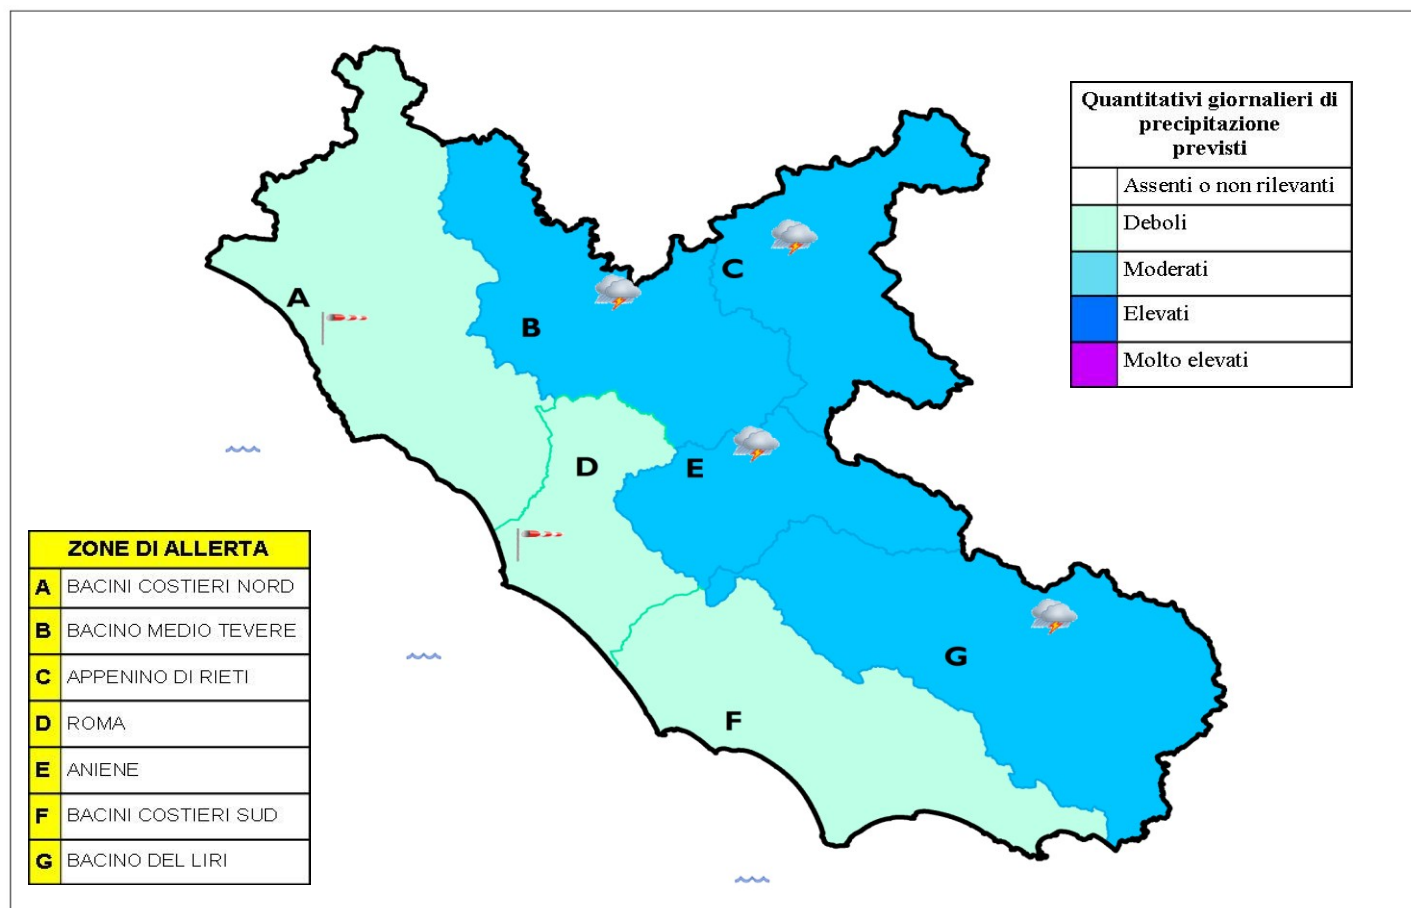 Quantitativi giornalieri di
precipitazione
previsti
Assenti o non rilevanti
Deboli
Moderati
Elevati
Molto elevati
A
B
C
D
E
F
G
ZONE DI ALLERTA
A BACINI COSTIERI NORD
B BACINO MEDIO TEVERE
C APPENINO DI RIETI
D ROMA
E ANIENE
F BACINI COSTIERI SUD
G BACINO DEL LIRI